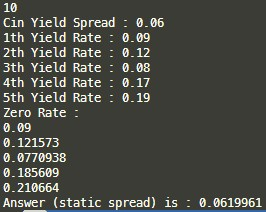 10
Cin Yield Spread : 0.06
1th Yield Rate : 0.09
2th Yield Rate : 0.12
3th Yield Rate : 0.08
4th Yield Rate : 0.17
5th Yield Rate : 0.19
Zero Rate :
0.09
0.121573
0.0770938
0.185609
0.210664
Answer (static spread) is : 0.0619961